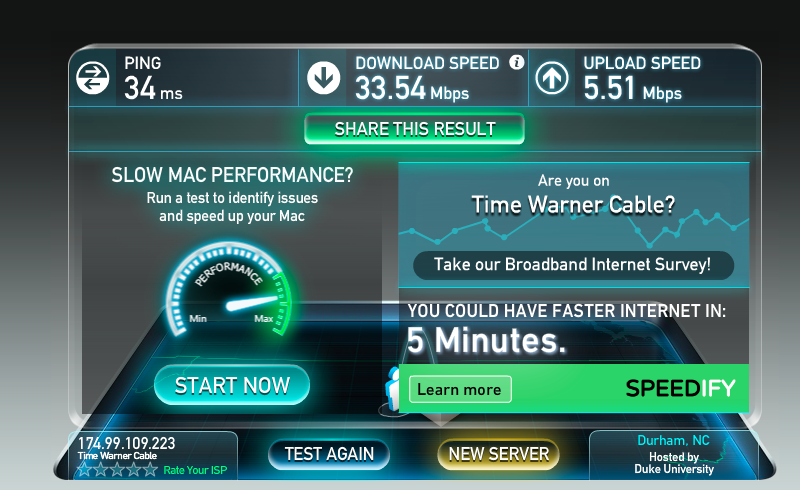 PING
34 ms
DOWNLOAD SPEED i
33.54 Mbps
UPLOAD SPEED
5.51 Mbps
SHARE THIS RESULT
SLOW MAC PERFORMANCE?
Run a test to identify issues
and speed up your Mac
PERFORMANCE
Min
Max
START NOW
Are you on
Time Warner Cable?
Take our Broadband Internet Survey!
YOU COULD HAVE FASTER INTERNET IN:
5 Minutes.
Learn more
SPEEDIFY
174.99.109.223
Time Warner Cable
Rate Your ISP
TEST AGAIN
NEW SERVER
Durham, NC
Hosted by
Duke University